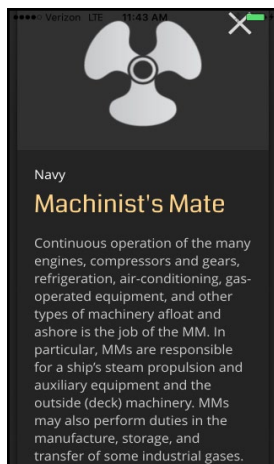 Verizon LTE 11:43 AM
Navy
Machinist's Mate
Continuous operation of the many
engines, compressors and gears,
refrigeration, air-conditioning, gas-
operated equipment, and other
types of machinery afloat and
ashore is the job of the MM. In
particular, MMs are responsible
for a ship's steam propulsion and
auxiliary equipment and the
outside (deck) machinery. MMs
may also perform duties in the
manufacture, storage, and
transfer of some industrial gases.